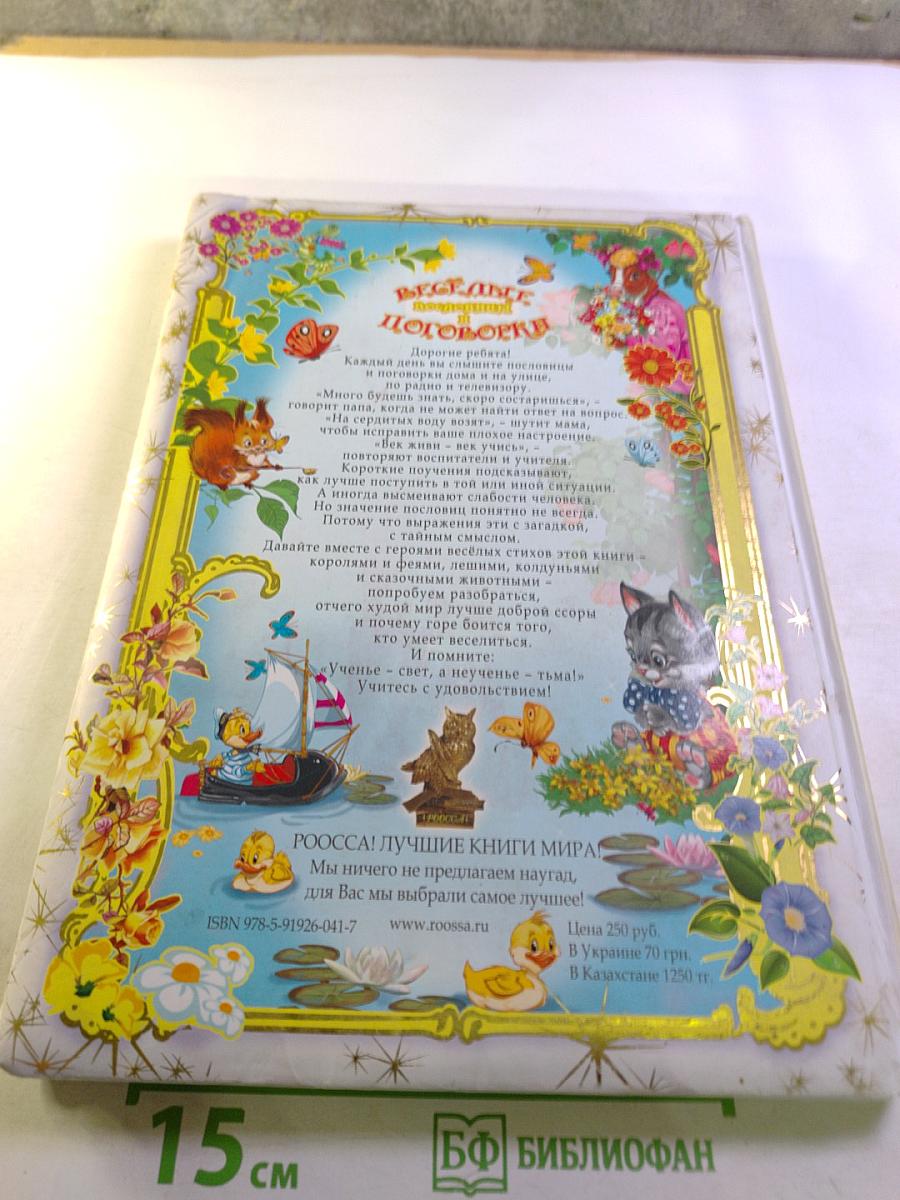 ВЕСЁЛЫЕ
ПОСЛОВИЦЫ
И
ПОГОВОРКИ
Дорогие ребята!
Каждый день вы слышите пословицы
и поговорки дома и на улице,
по радио и телевизору.
«Много будешь знать, скоро состаришься», –
говорит папа, когда не может найти ответ на вопрос.
«На сердитых воду возят», – шутит мама,
чтобы исправить ваше плохое настроение.
«Век живи – век учись», –
повторяют воспитатели и учителя.
Короткие поучения подсказывают,
как лучше поступить в той или иной ситуации.
А иногда высмеивают слабости человека.
Но значение пословиц понятно не всегда.
Потому что выражения эти с загадкой,
с тайным смыслом.
Давайте вместе с героями весёлых стихов этой книги –
королями и феями, лешими, колдуньями
и сказочными животными –
попробуем разобраться,
отчего худой мир лучше доброй ссоры
и почему горе боится того,
кто умеет веселиться.
И помните:
«Ученье – свет, а неученье – тьма!»
Учитесь с удовольствием!
РООССА
РООССА! ЛУЧШИЕ КНИГИ МИРА!
Мы ничего не предлагаем наугад,
для Вас мы выбрали самое лучшее!
ISBN 978-5-91926-041-7 www.roossa.ru Цена 250 руб.
В Украине 70 грн.
В Казахстане 1250 тг.
15 см БФ БИБЛИОФАН